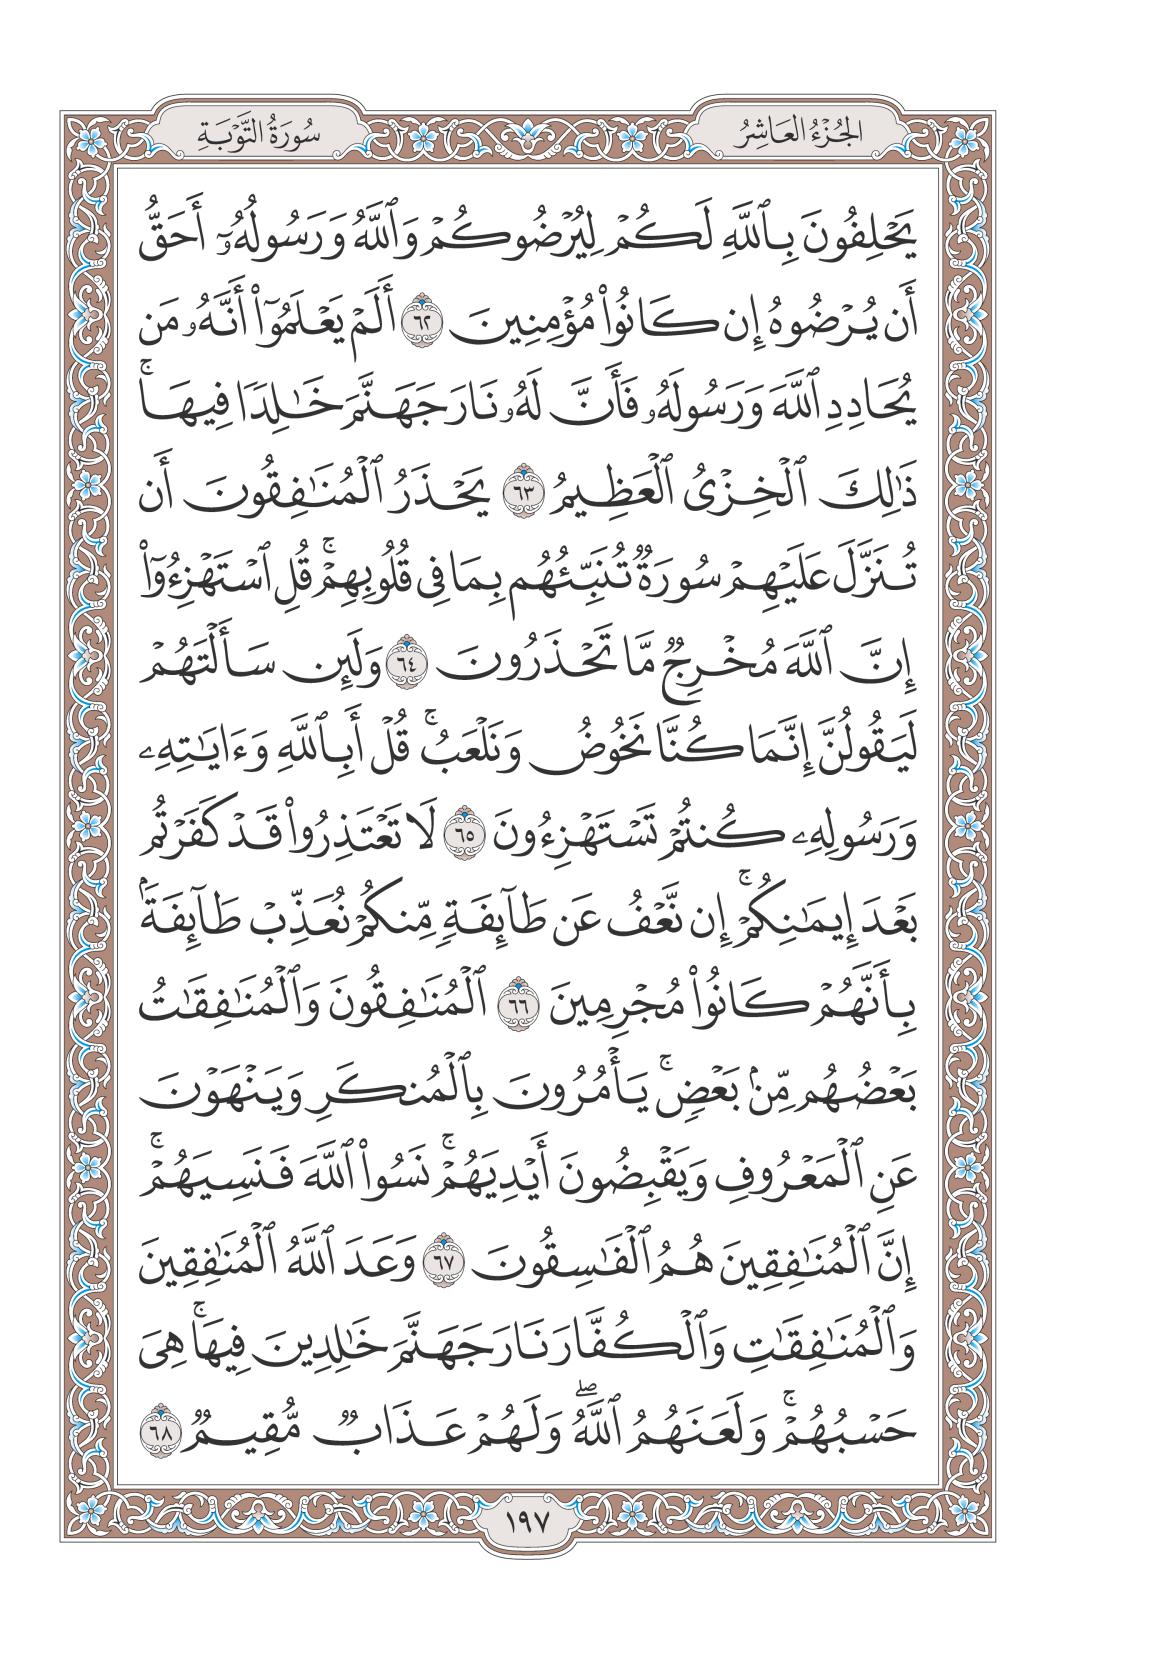 الجُزْءُ العَاشِرُ
سُورَةُ التَّوْبَةِ
يَحْلِفُونَ بِٱللَّهِ لَكُمْ لِيُرْضُوكُمْ وَٱللَّهُ وَرَسُولُهُۥٓ أَحَقُّ
أَن يُرْضُوهُ إِن كَانُوا۟ مُؤْمِنِينَ ٦٢ أَلَمْ يَعْلَمُوٓا۟ أَنَّهُۥ مَن
يُحَادِدِ ٱللَّهَ وَرَسُولَهُۥ فَأَنَّ لَهُۥ نَارَ جَهَنَّمَ خَـٰلِدًا فِيهَا ۚ
ذَٰلِكَ ٱلْخِزْىُ ٱلْعَظِيمُ ٦٣ يَحْذَرُ ٱلْمُنَـٰفِقُونَ أَن
تُنَزَّلَ عَلَيْهِمْ سُورَةٌ تُنَبِّئُهُم بِمَا فِى قُلُوبِهِمْ ۚ قُلِ ٱسْتَهْزِءُوٓا۟
إِنَّ ٱللَّهَ مُخْرِجٌ مَّا تَحْذَرُونَ ٦٤ وَلَئِن سَأَلْتَهُمْ
لَيَقُولُنَّ إِنَّمَا كُنَّا نَخُوضُ وَنَلْعَبُ ۚ قُلْ أَبِٱللَّهِ وَءَايَـٰتِهِۦ
وَرَسُولِهِۦ كُنتُمْ تَسْتَهْزِءُونَ ٦٥ لَا تَعْتَذِرُوا۟ قَدْ كَفَرْتُم
بَعْدَ إِيمَـٰنِكُمْ ۚ إِن نَّعْفُ عَن طَآئِفَةٍ مِّنكُمْ نُعَذِّبْ طَآئِفَةًۢ
بِأَنَّهُمْ كَانُوا۟ مُجْرِمِينَ ٦٦ ٱلْمُنَـٰفِقُونَ وَٱلْمُنَـٰفِقَـٰتُ
بَعْضُهُم مِّنۢ بَعْضٍ ۚ يَأْمُرُونَ بِٱلْمُنكَرِ وَيَنْهَوْنَ
عَنِ ٱلْمَعْرُوفِ وَيَقْبِضُونَ أَيْدِيَهُمْ ۚ نَسُوا۟ ٱللَّهَ فَنَسِيَهُمْ ۚ
إِنَّ ٱلْمُنَـٰفِقِينَ هُمُ ٱلْفَـٰسِقُونَ ٦٧ وَعَدَ ٱللَّهُ ٱلْمُنَـٰفِقِينَ
وَٱلْمُنَـٰفِقَـٰتِ وَٱلْكُفَّارَ نَارَ جَهَنَّمَ خَـٰلِدِينَ فِيهَا ۚ هِىَ
حَسْبُهُمْ ۚ وَلَعَنَهُمُ ٱللَّهُ ۖ وَلَهُمْ عَذَابٌ مُّقِيمٌ ٦٨
١٩٧